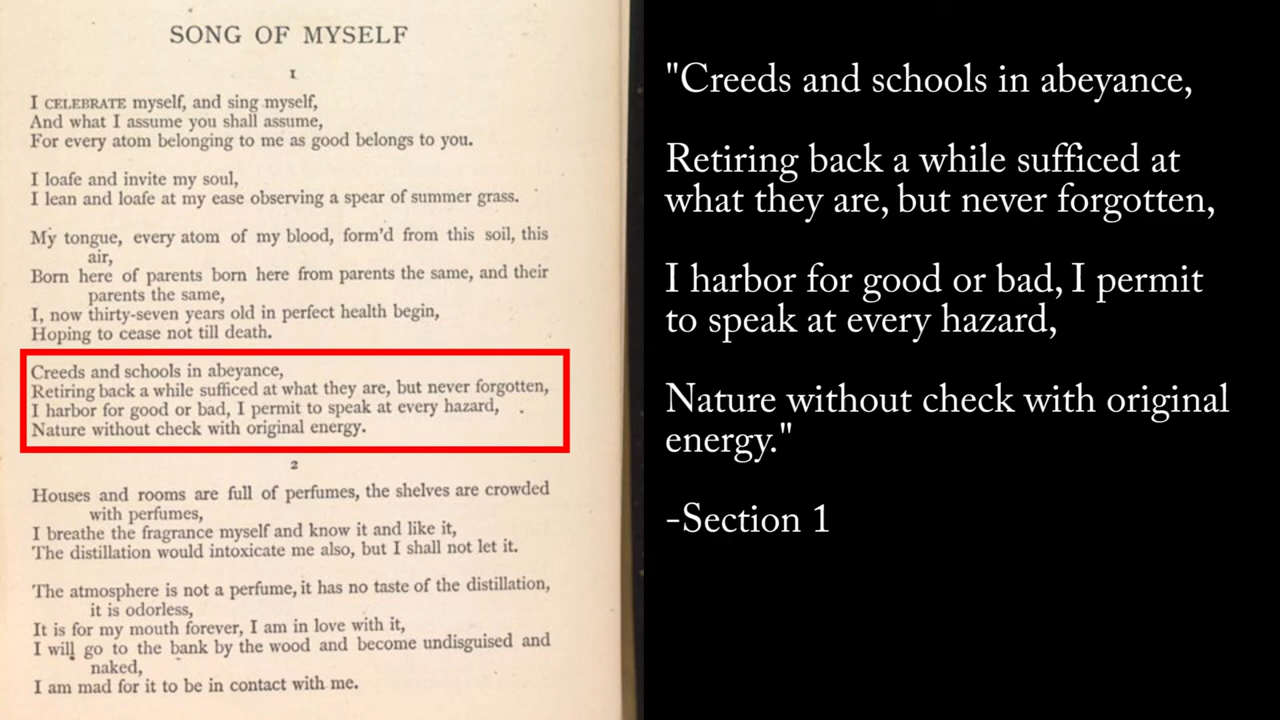 SONG OF MYSELF
1
I CELEBRATE myself, and sing myself,
And what I assume you shall assume,
For every atom belonging to me as good belongs to you.
I loafe and invite my soul,
I lean and loafe at my ease observing a spear of summer grass.
My tongue, every atom of my blood, form'd from this soil, this
air,
Born here of parents born here from parents the same, and their
parents the same,
I, now thirty-seven years old in perfect health begin,
Hoping to cease not till death.
Creeds and schools in abeyance,
Retiring back a while sufficed at what they are, but never forgotten,
I harbor for good or bad, I permit to speak at every hazard,
Nature without check with original energy.
2
Houses and rooms are full of perfumes, the shelves are crowded
with perfumes,
I breathe the fragrance myself and know it and like it,
The distillation would intoxicate me also, but I shall not let it.
The atmosphere is not a perfume, it has no taste of the distillation,
it is odorless,
It is for my mouth forever, I am in love with it,
I will go to the bank by the wood and become undisguised and
naked,
I am mad for it to be in contact with me.
"Creeds and schools in abeyance,
Retiring back a while sufficed at
what they are, but never forgotten,
I harbor for good or bad, I permit
to speak at every hazard,
Nature without check with original
energy."
-Section 1